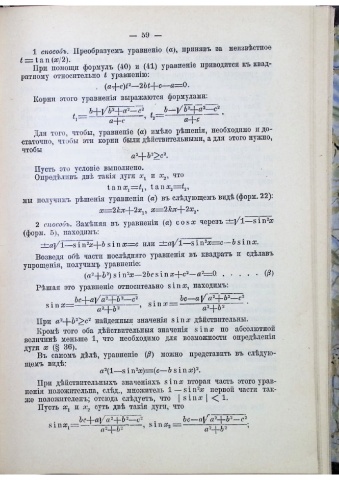 — 59 —
1 способъ. Преобразуемъ уравненіе (α), принявъ за неизвѣстное
t = tan (x/2).
При помощи формулъ (40) и (41) уравненіе приводится къ квад-
ратному относительно t уравненію:
(a+c)t²—2bt+c—a=0.
Корни этого уравненія выражаются формулами:
t₁=(b+√(b²+a²—c²))/(a+c), t₂=(b—√(b²+a²—c²))/(a+c)
Для того, чтобы, уравненіе (α) имѣло рѣшенія, необходимо и до-
статочно, чтобы эти корни были дѣйствительными, а для этого нужно,
чтобы
a²+b²≥c².
Пусть это условіе выполнено.
Опредѣливъ двѣ такія дуги x₁ и x₂, что
tan x₁=t₁, tan x₂=t₂,
мы получимъ рѣшенія уравненія (α) въ слѣдующемъ видѣ (форм. 22):
x=2kπ+2x₁, x=2kπ+2x₂.
2 способъ. Замѣнивъ въ уравненіи (α) cos x черезъ ±√(1—sin²x)
(форм. 5), находимъ:
±a√(1—sin²x)+b sin x=c или ±a√(1—sin²x)=c—b sin x.
Возведя обѣ части послѣдняго уравненія въ квадратъ и сдѣлавъ
упрощенія, получимъ уравненіе:
(a²+b²) sin²x—2bc sin x+c²—a²=0 . . . . . . (β)
Рѣшая это уравненіе относительно sin x, находимъ:
sin x=(bc+a√(a²+b²—c²))/(a²+b²), sin x=(bc—a√(a²+b²—c²))/(a²+b²).
При a²+b²≥c² найденныя значенія sin x дѣйствительны.
Кромѣ того оба дѣйствительныя значенія sin x по абсолютной
величинѣ меньше 1, что необходимо для возможности опредѣленія
дуги x (§ 36).
Въ самомъ дѣлѣ, уравненіе (β) можно представить въ слѣдую-
щемъ видѣ:
a²(1—sin²x)=(c—b sin x)².
При дѣйствительныхъ значеніяхъ sin x вторая часть этого урав-
ненія положительна, слѣд., множитель 1—sin²x первой части так-
же положителенъ; отсюда слѣдуетъ, что | sin x | < 1.
Пусть x₁ и x₂ суть двѣ такія дуги, что
sin x₁=(bc+a√(a²+b²—c²))/(a²+b²), sin x₂=(bc—a√(a²+b²—c²))/(a²+b²);